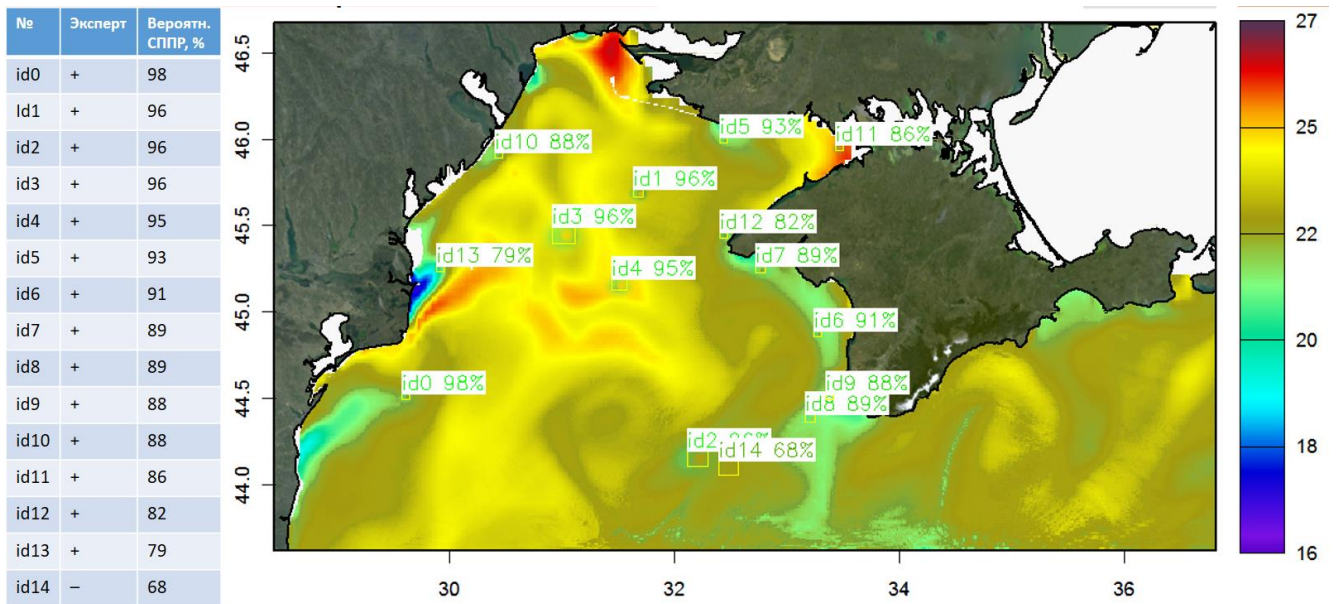 № Эксперт Вероятн. СППР, %
id0 + 98
Id1 + 96
id2 + 96
id3 + 96
id4 + 95
id5 + 93
id6 + 91
id7 + 89
id8 + 89
id9 + 88
id10 + 88
id11 + 86
id12 + 82
id13 + 79
id14 – 68
46.5
46.0
45.5
45.0
44.5
44.0
id5 93%
id11 86%
id10 88%
id1 96%
id3 96%
id12 82%
id13 79%
id7 89%
id4 95%
id6 91%
id0 98%
id9 88%
id8 89%
id2
id14 68%
30 32 34 36
27
25
22
20
18
16